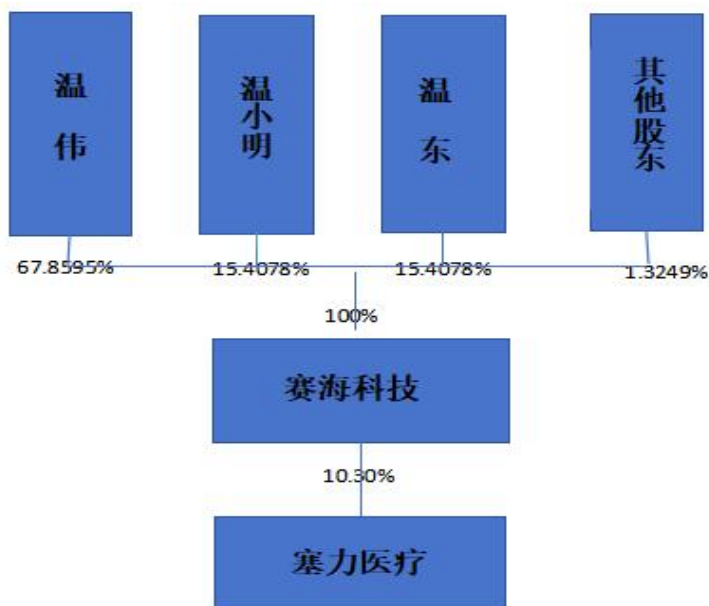 温伟
温小明
温东
其他股东
67.8595%
15.4078%
15.4078%
1.3249%
100%
赛海科技
10.30%
塞力医疗